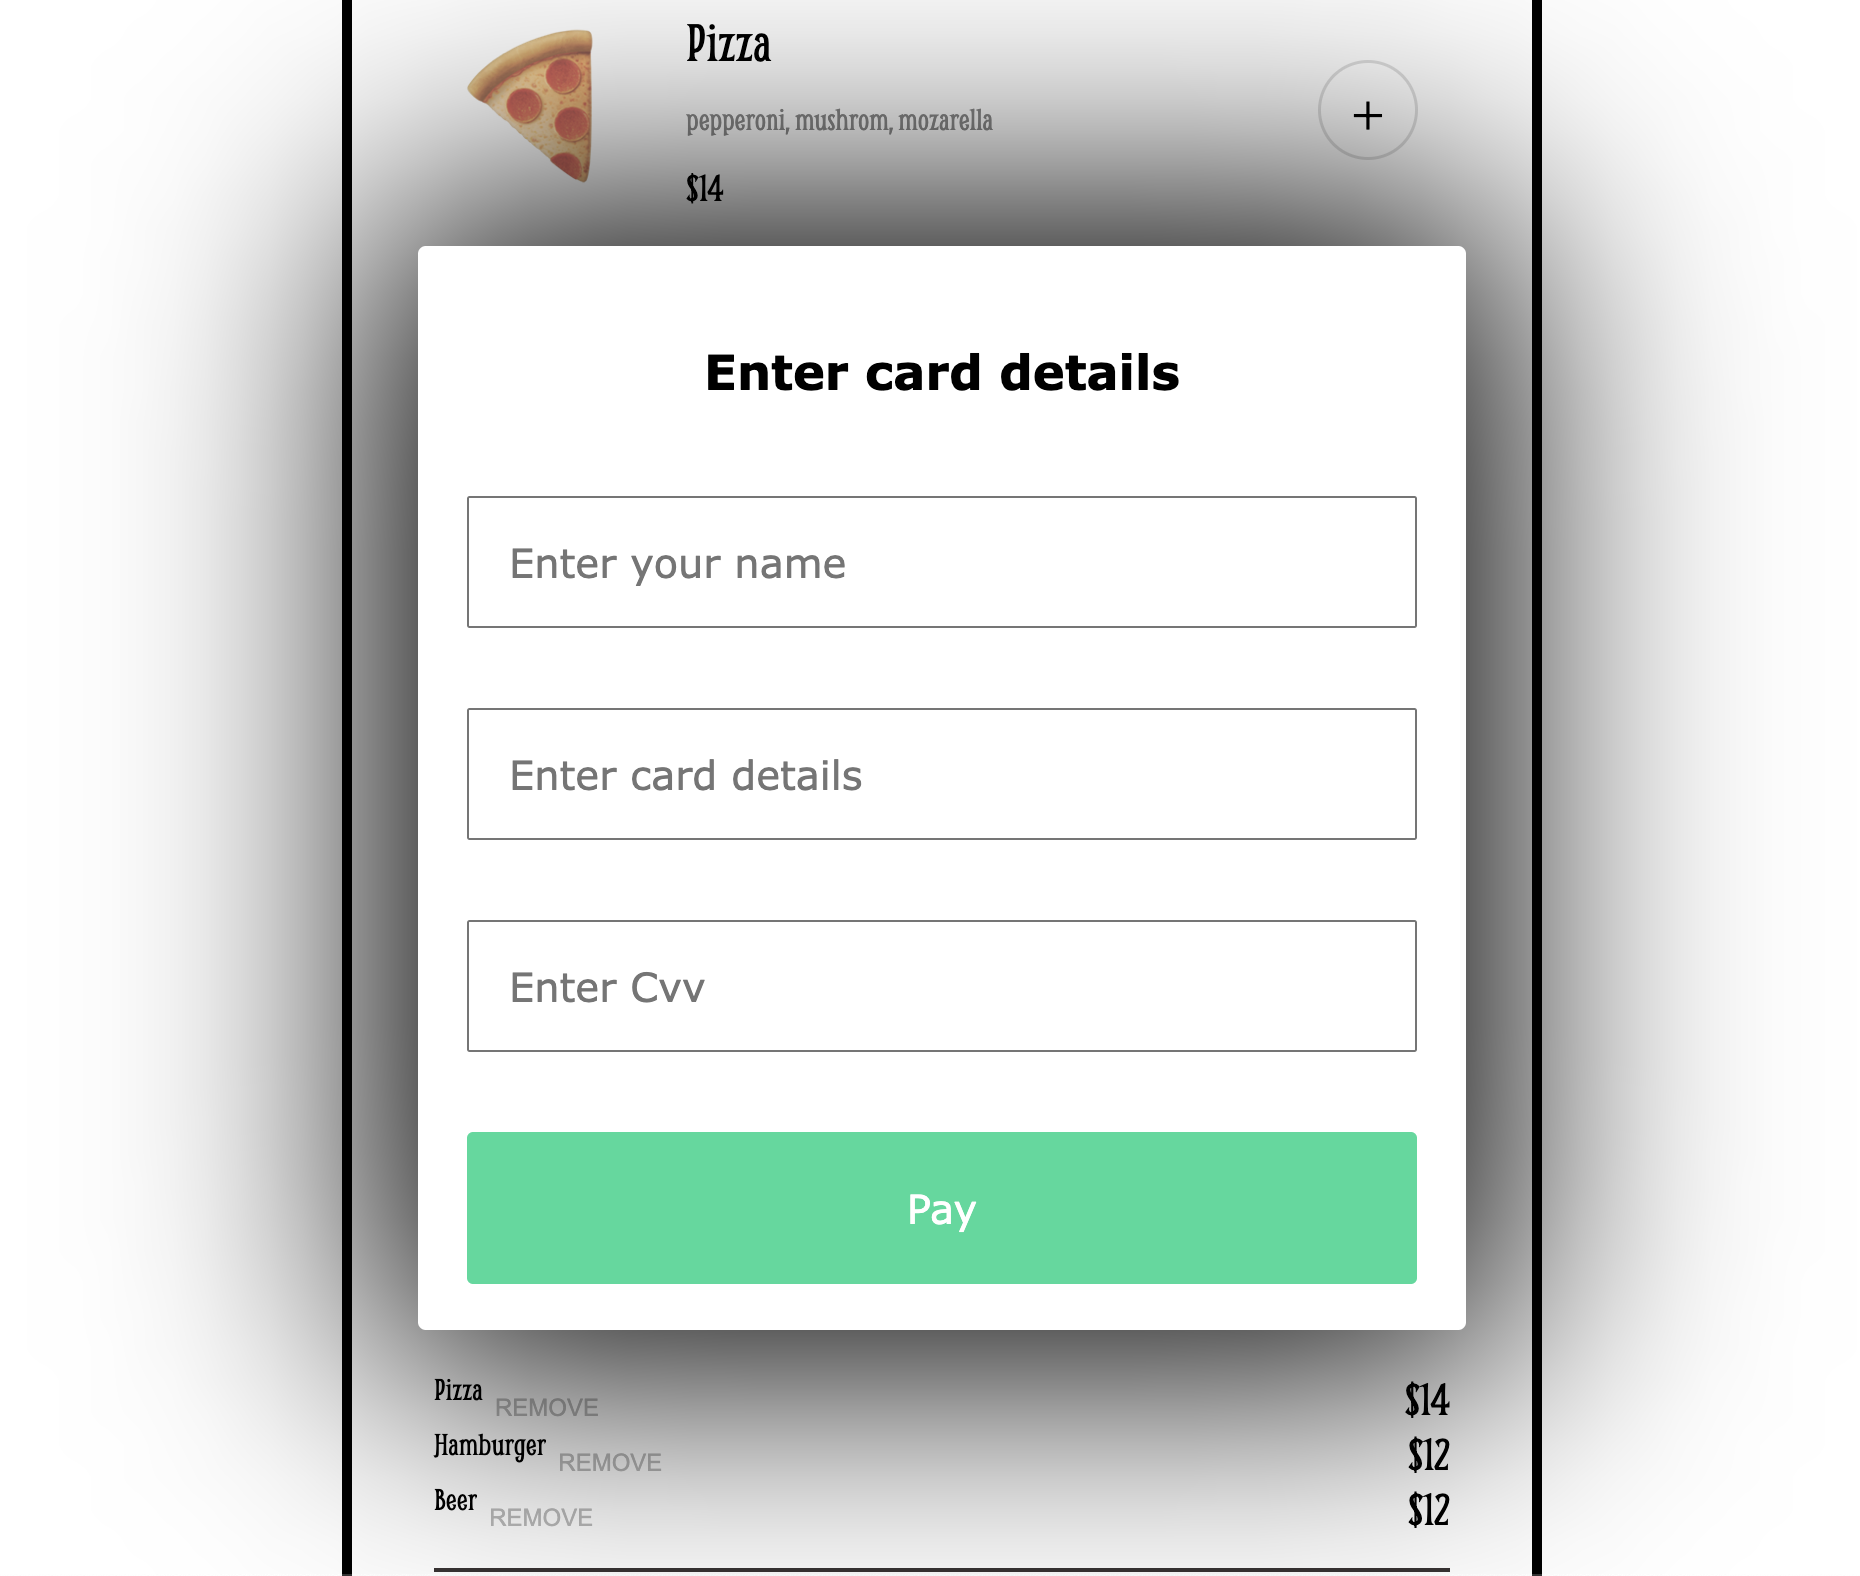 Pizza
pepperoni, mushrom, mozarella
$14
+
Enter card details
Enter your name
Enter card details
Enter Cvv
Pay
Pizza REMOVE $14
Hamburger REMOVE $12
Beer REMOVE $12